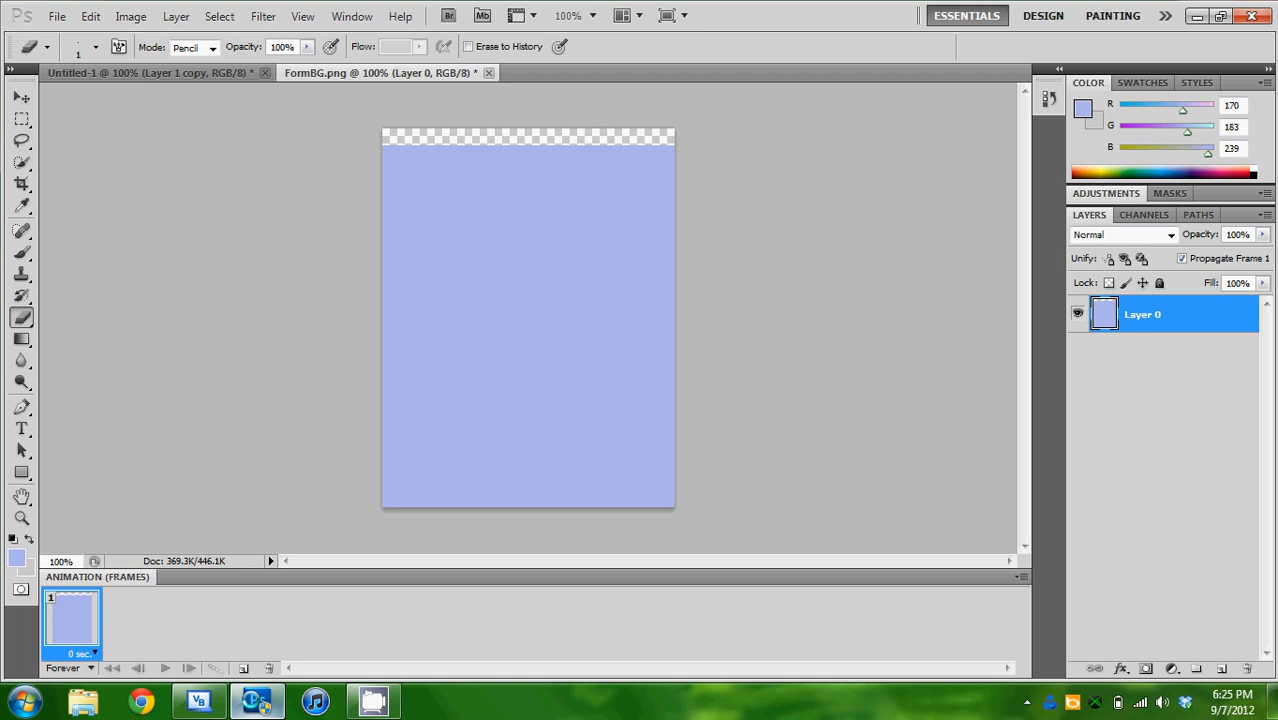 Ps File Edit Image Layer Select Filter View Window Help Br Mb 100% ESSENTIALS DESIGN PAINTING
1 Mode: Pencil Opacity: 100% Flow: Erase to History
Untitled-1 @ 100% (Layer 1 copy, RGB/8) * FormBG.png @ 100% (Layer 0, RGB/8) *
COLOR SWATCHES STYLES
R 170
G 183
B 239
ADJUSTMENTS MASKS
LAYERS CHANNELS PATHS
Normal Opacity: 100%
Unify: Propagate Frame 1
Lock: Fill: 100%
Layer 0
T
100% Doc: 369.3K/446.1K
ANIMATION (FRAMES)
1
0 sec.
Forever
fx.
VB
6:25 PM
9/7/2012